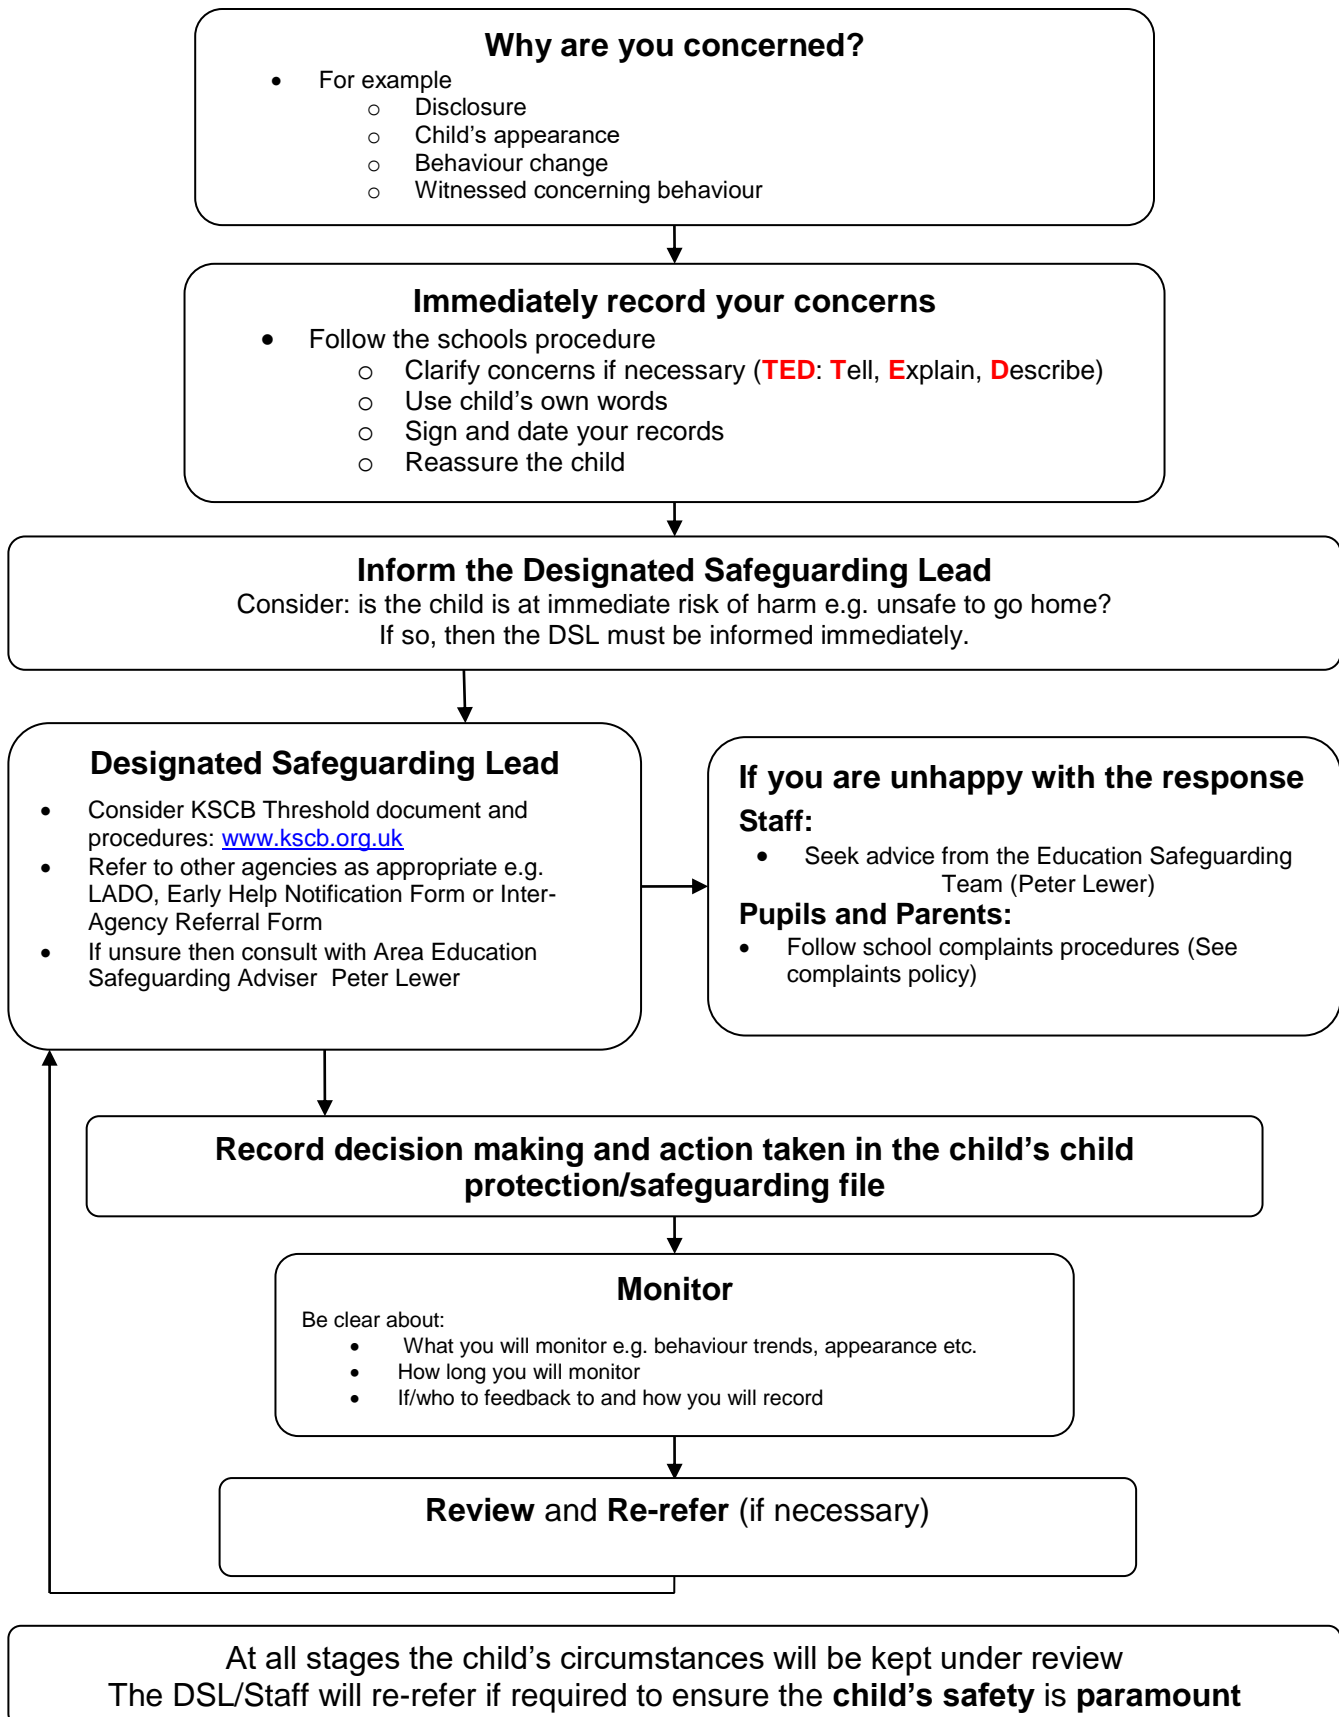 Why are you concerned?
• For example
o Disclosure
o Child's appearance
o Behaviour change
o Witnessed concerning behaviour
Immediately record your concerns
• Follow the schools procedure
o Clarify concerns if necessary (TED: Tell, Explain, Describe)
o Use child's own words
o Sign and date your records
o Reassure the child
Inform the Designated Safeguarding Lead
Consider: is the child is at immediate risk of harm e.g. unsafe to go home?
If so, then the DSL must be informed immediately.
Designated Safeguarding Lead
• Consider KSCB Threshold document and
procedures: www.kscb.org.uk
• Refer to other agencies as appropriate e.g.
LADO, Early Help Notification Form or Inter-
Agency Referral Form
• If unsure then consult with Area Education
Safeguarding Adviser Peter Lewer
If you are unhappy with the response
Staff:
• Seek advice from the Education Safeguarding
Team (Peter Lewer)
Pupils and Parents:
• Follow school complaints procedures (See
complaints policy)
Record decision making and action taken in the child's child
protection/safeguarding file
Monitor
Be clear about:
• What you will monitor e.g. behaviour trends, appearance etc.
• How long you will monitor
• If/who to feedback to and how you will record
Review and Re-refer (if necessary)
At all stages the child's circumstances will be kept under review
The DSL/Staff will re-refer if required to ensure the child's safety is paramount